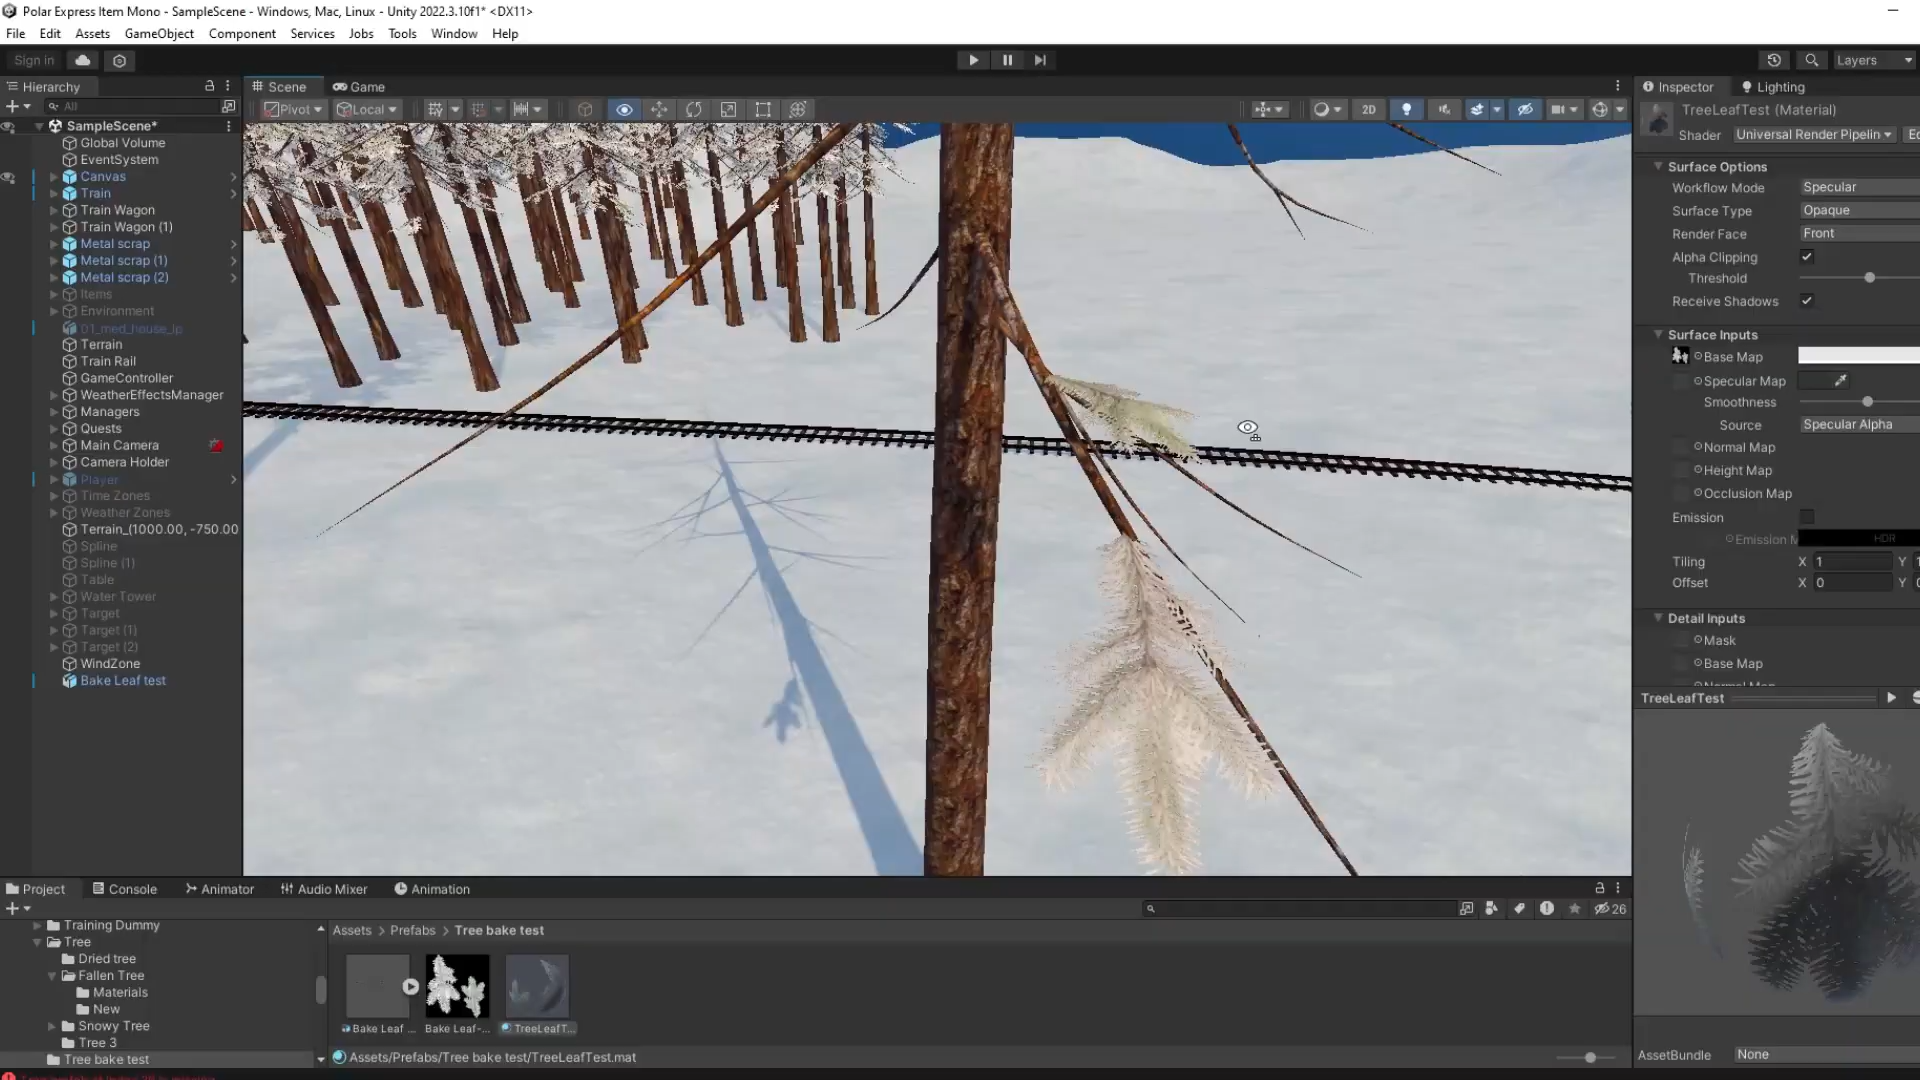 Polar Express Item Mono - SampleScene - Windows, Mac, Linux - Unity 2022.3.10f1* <DX11>
File Edit Assets GameObject Component Services Jobs Tools Window Help
Sign in
Layers
Hierarchy
Scene
Game
Inspector
Lighting
All
Pivot
Local
2D
TreeLeafTest (Material)
Shader
Universal Render Pipelin
SampleScene*
Global Volume
EventSystem
Canvas
Train
Train Wagon
Train Wagon (1)
Metal scrap
Metal scrap (1)
Metal scrap (2)
Items
Environment
01_med_house_lp
Terrain
Train Rail
GameController
WeatherEffectsManager
Managers
Quests
Main Camera
Camera Holder
Player
Time Zones
Weather Zones
Terrain_(1000.00, -750.00
Spline
Spline (1)
Table
Water Tower
Target
Target (1)
Target (2)
WindZone
Bake Leaf test
Surface Options
Workflow Mode
Specular
Surface Type
Opaque
Render Face
Front
Alpha Clipping
Threshold
Receive Shadows
Surface Inputs
Base Map
Specular Map
Smoothness
Source
Specular Alpha
Normal Map
Height Map
Occlusion Map
Emission
Emission M
HDR
Tiling
X 1
Y 1
Offset
X 0
Y 0
Detail Inputs
Mask
Base Map
Normal Map
TreeLeafTest
AssetBundle
None
Project
Console
Animator
Audio Mixer
Animation
26
Training Dummy
Tree
Dried tree
Fallen Tree
Materials
New
Snowy Tree
Tree 3
Tree bake test
Assets > Prefabs > Tree bake test
Bake Leaf ...
Bake Leaf-...
TreeLeafT...
Assets/Prefabs/Tree bake test/TreeLeafTest.mat